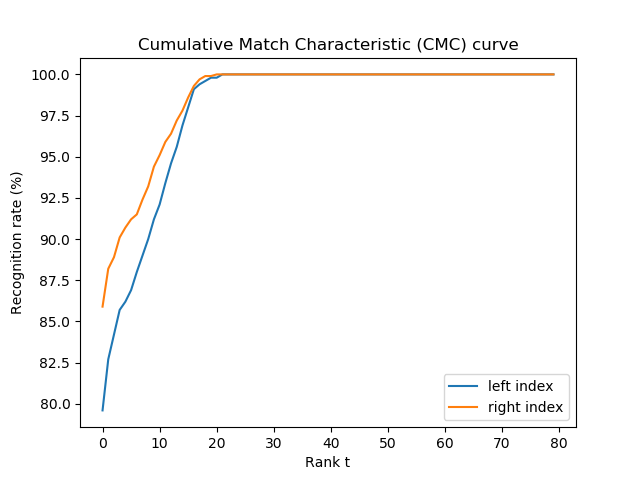 Cumulative Match Characteristic (CMC) curve
100.0
97.5
95.0
92.5
90.0
87.5
85.0
82.5
80.0
Recognition rate (%)
left index
right index
0 10 20 30 40 50 60 70 80
Rank t